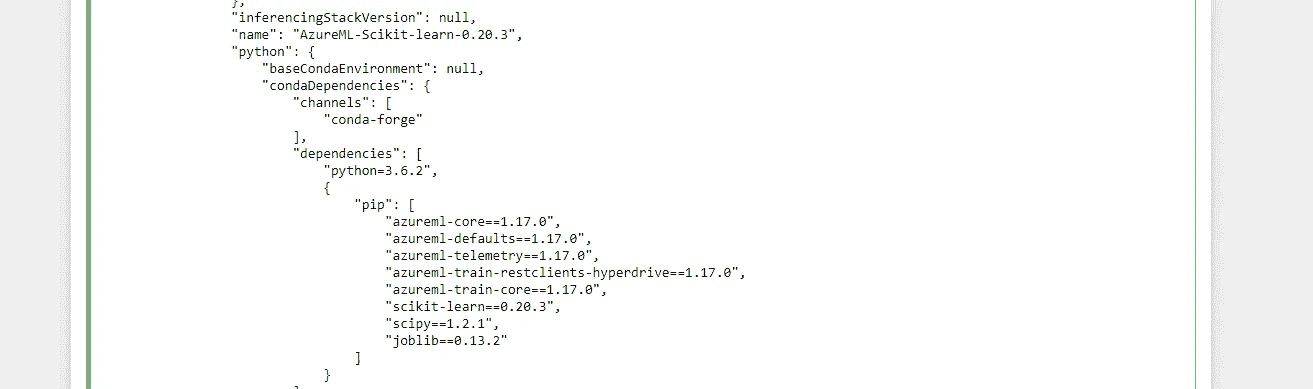 },
"inferencingStackVersion": null,
"name": "AzureML-Scikit-learn-0.20.3",
"python": {
"baseCondaEnvironment": null,
"condaDependencies": {
"channels": [
"conda-forge"
],
"dependencies": [
"python=3.6.2",
{
"pip": [
"azureml-core==1.17.0",
"azureml-defaults==1.17.0",
"azureml-telemetry==1.17.0",
"azureml-train-restclients-hyperdrive==1.17.0",
"azureml-train-core==1.17.0",
"scikit-learn==0.20.3",
"scipy==1.2.1",
"joblib==0.13.2"
]
}
]